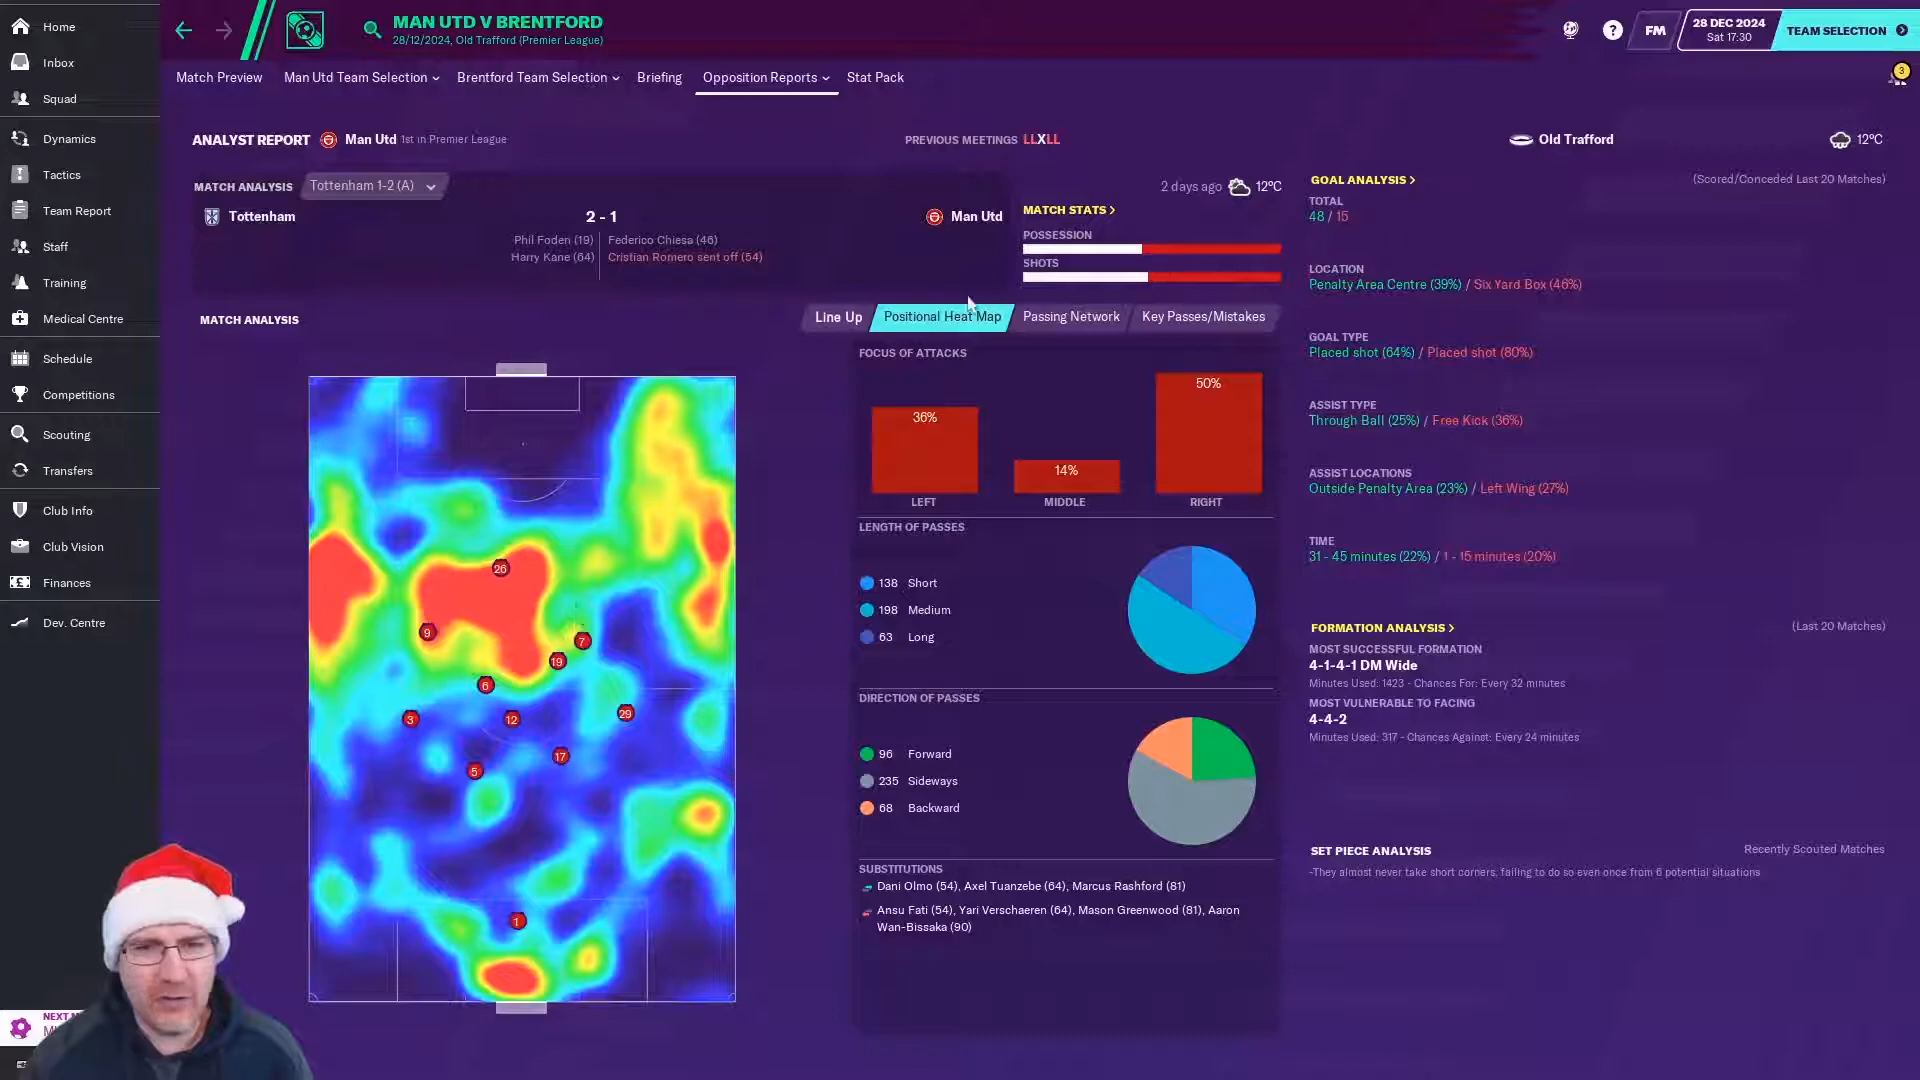 Home
Inbox
Squad
Dynamics
Tactics
Team Report
Staff
Training
Medical Centre
Schedule
Competitions
Scouting
Transfers
Club Info
Club Vision
Finances
Dev. Centre
MAN UTD V BRENTFORD
28/12/2024, Old Trafford (Premier League)
FM
28 DEC 2024
Sat 17:30
TEAM SELECTION
3
Match Preview
Man Utd Team Selection
Brentford Team Selection
Briefing
Opposition Reports
Stat Pack
ANALYST REPORT
Man Utd 1st in Premier League
PREVIOUS MEETINGS LLXLL
Old Trafford
12ºC
MATCH ANALYSIS
Tottenham 1-2 (A)
2 days ago
12ºC
Tottenham
2 - 1
Man Utd
Phil Foden (19)
Harry Kane (64)
Federico Chiesa (46)
Cristian Romero sent off (54)
MATCH STATS >
POSSESSION
SHOTS
MATCH ANALYSIS
Line Up
Positional Heat Map
Passing Network
Key Passes/Mistakes
26
9
7
19
6
3
12
29
17
5
1
FOCUS OF ATTACKS
36%
14%
50%
LEFT
MIDDLE
RIGHT
LENGTH OF PASSES
138 Short
198 Medium
63 Long
DIRECTION OF PASSES
96 Forward
235 Sideways
68 Backward
SUBSTITUTIONS
Dani Olmo (54), Axel Tuanzebe (64), Marcus Rashford (81)
Ansu Fati (54), Yari Verschaeren (64), Mason Greenwood (81), Aaron
Wan-Bissaka (90)
GOAL ANALYSIS >
(Scored/Conceded Last 20 Matches)
TOTAL
48 / 15
LOCATION
Penalty Area Centre (39%) / Six Yard Box (46%)
GOAL TYPE
Placed shot (64%) / Placed shot (80%)
ASSIST TYPE
Through Ball (25%) / Free Kick (36%)
ASSIST LOCATIONS
Outside Penalty Area (23%) / Left Wing (27%)
TIME
31 - 45 minutes (22%) / 1 - 15 minutes (20%)
FORMATION ANALYSIS >
(Last 20 Matches)
MOST SUCCESSFUL FORMATION
4-1-4-1 DM Wide
Minutes Used: 1423 - Chances For: Every 32 minutes
MOST VULNERABLE TO FACING
4-4-2
Minutes Used: 317 - Chances Against: Every 24 minutes
SET PIECE ANALYSIS
Recently Scouted Matches
-They almost never take short corners, failing to do so even once from 6 potential situations
NEXT